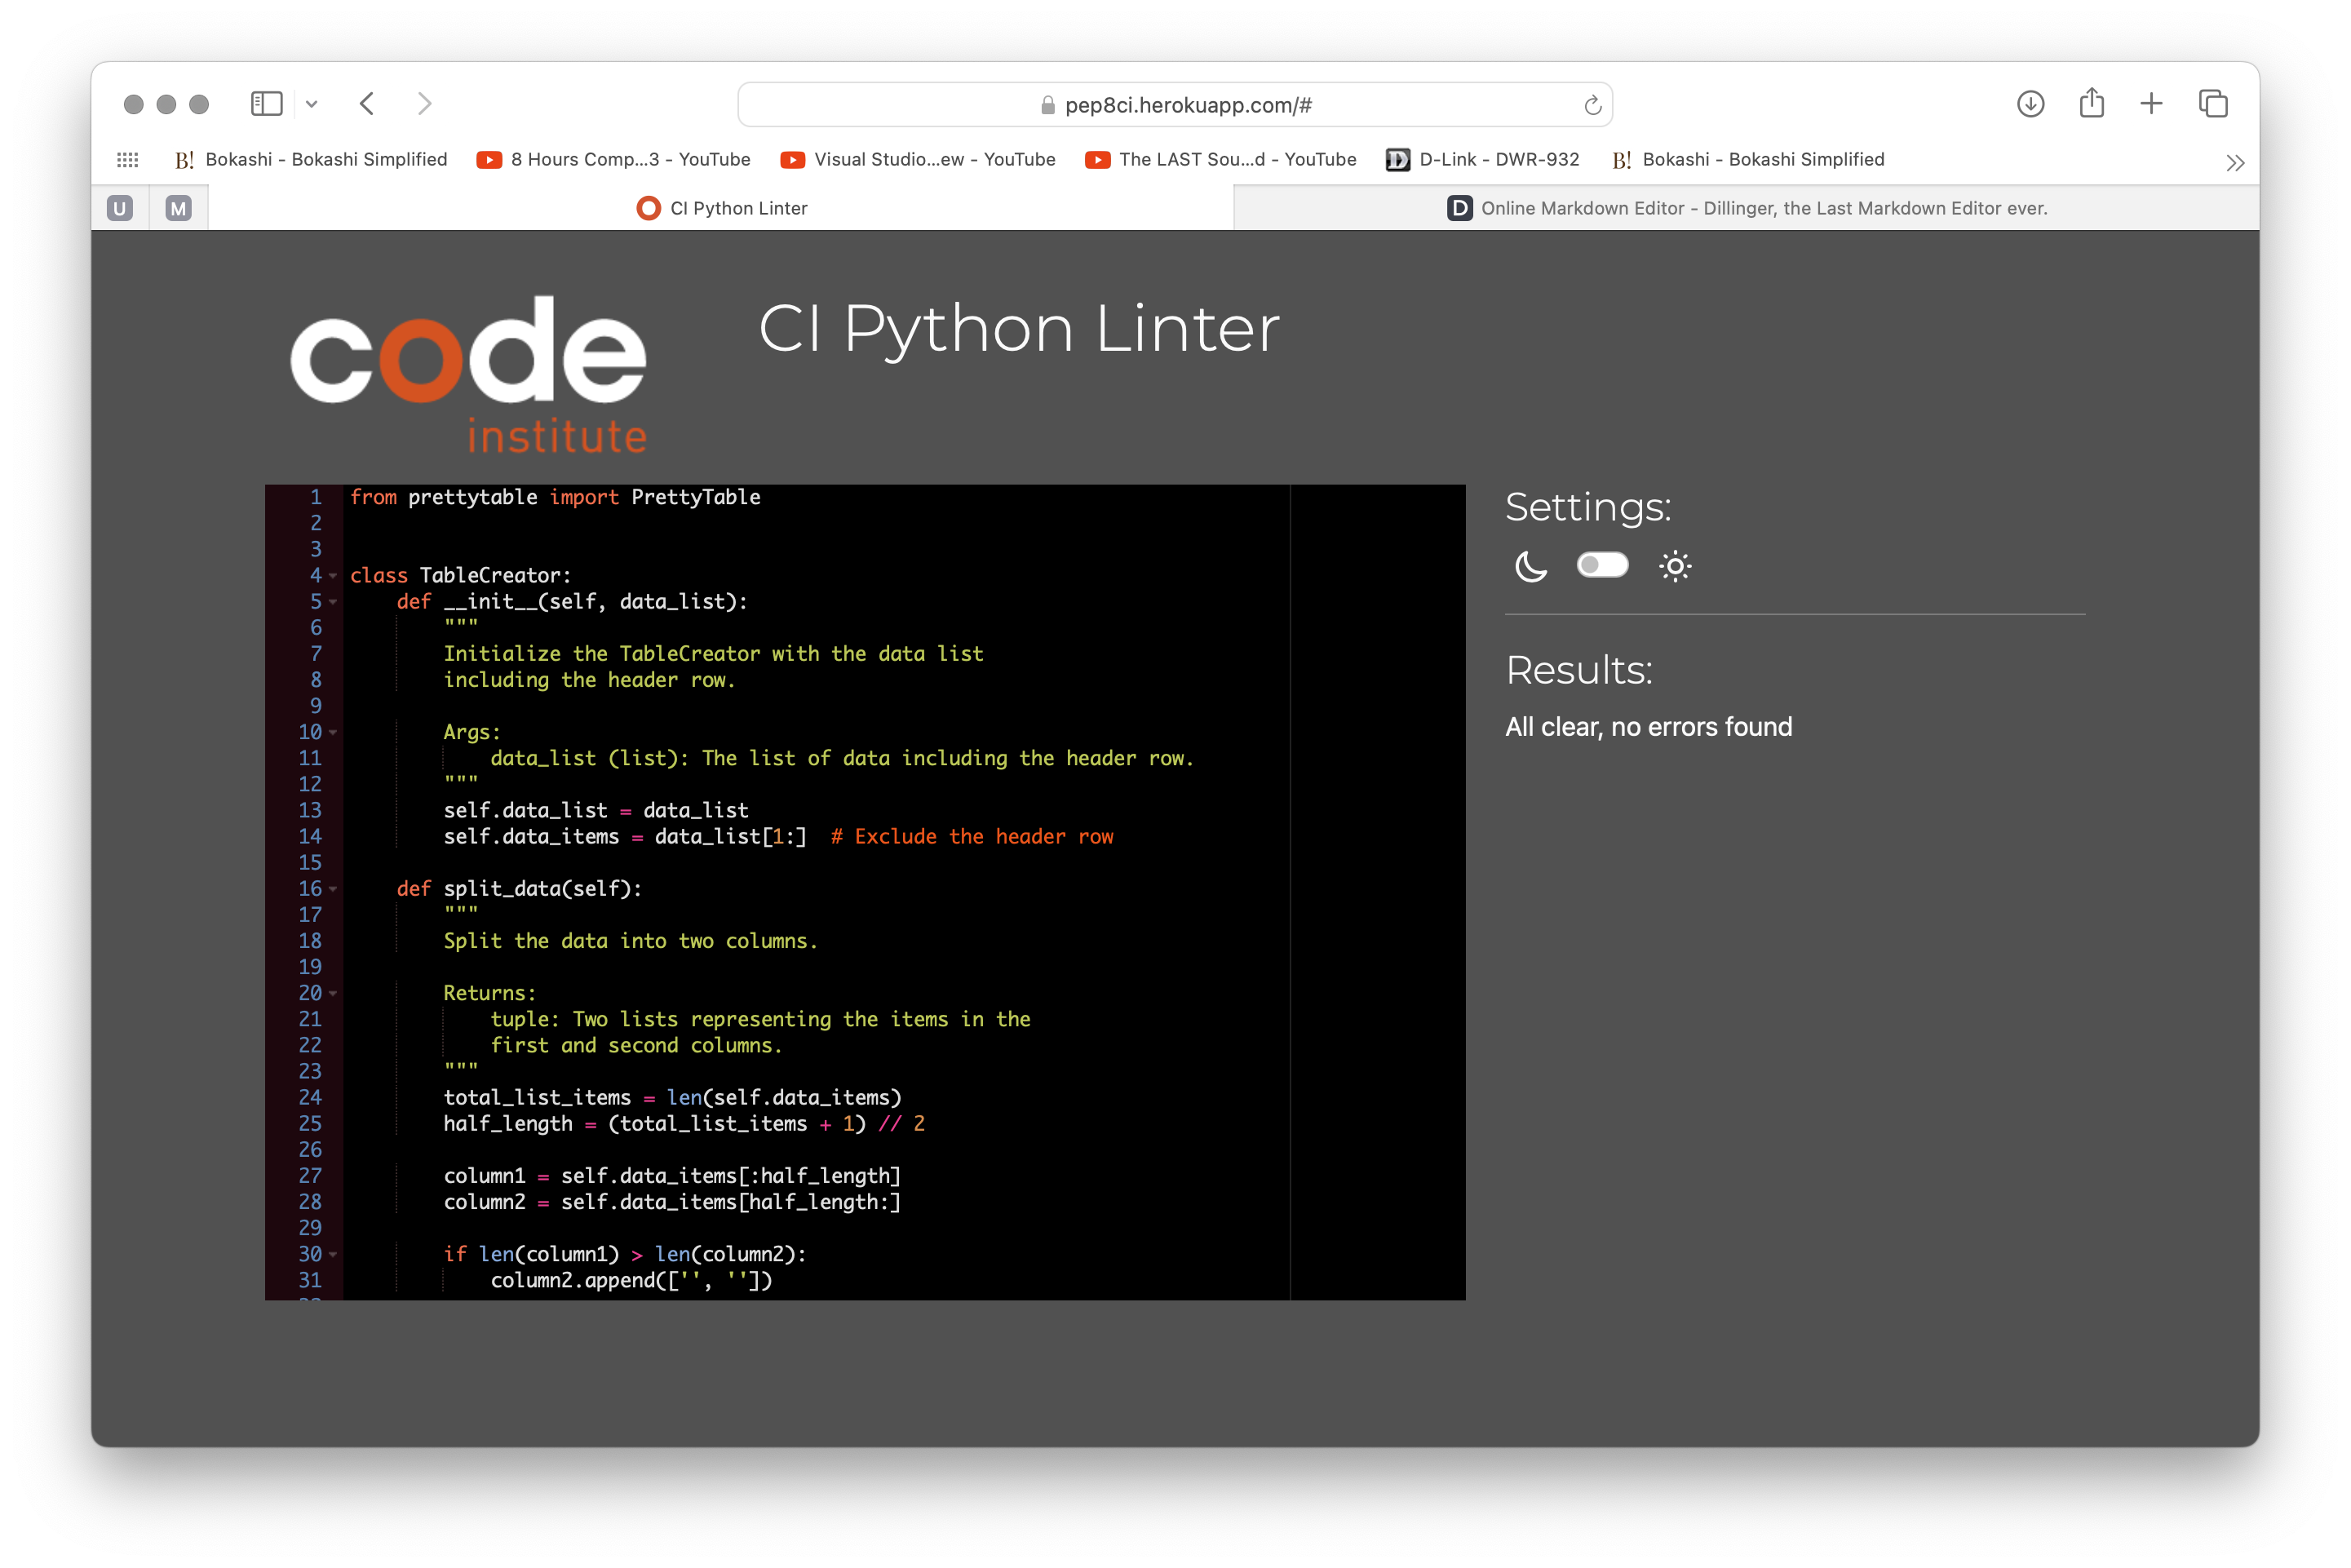 pep8ci.herokuapp.com/#
B! Bokashi - Bokashi Simplified 8 Hours Comp...3 - YouTube Visual Studio...ew - YouTube The LAST Sou...d - YouTube D D-Link - DWR-932 B! Bokashi - Bokashi Simplified
U M CI Python Linter D Online Markdown Editor - Dillinger, the Last Markdown Editor ever.
code
institute
CI Python Linter
1 from prettytable import PrettyTable
2
3
4 class TableCreator:
5     def __init__(self, data_list):
6         """
7         Initialize the TableCreator with the data list
8         including the header row.
9
10         Args:
11             data_list (list): The list of data including the header row.
12         """
13         self.data_list = data_list
14         self.data_items = data_list[1:]  # Exclude the header row
15
16     def split_data(self):
17         """
18         Split the data into two columns.
19
20         Returns:
21             tuple: Two lists representing the items in the
22             first and second columns.
23         """
24         total_list_items = len(self.data_items)
25         half_length = (total_list_items + 1) // 2
26
27         column1 = self.data_items[:half_length]
28         column2 = self.data_items[half_length:]
29
30         if len(column1) > len(column2):
31             column2.append(['', ''])
Settings:
Results:
All clear, no errors found